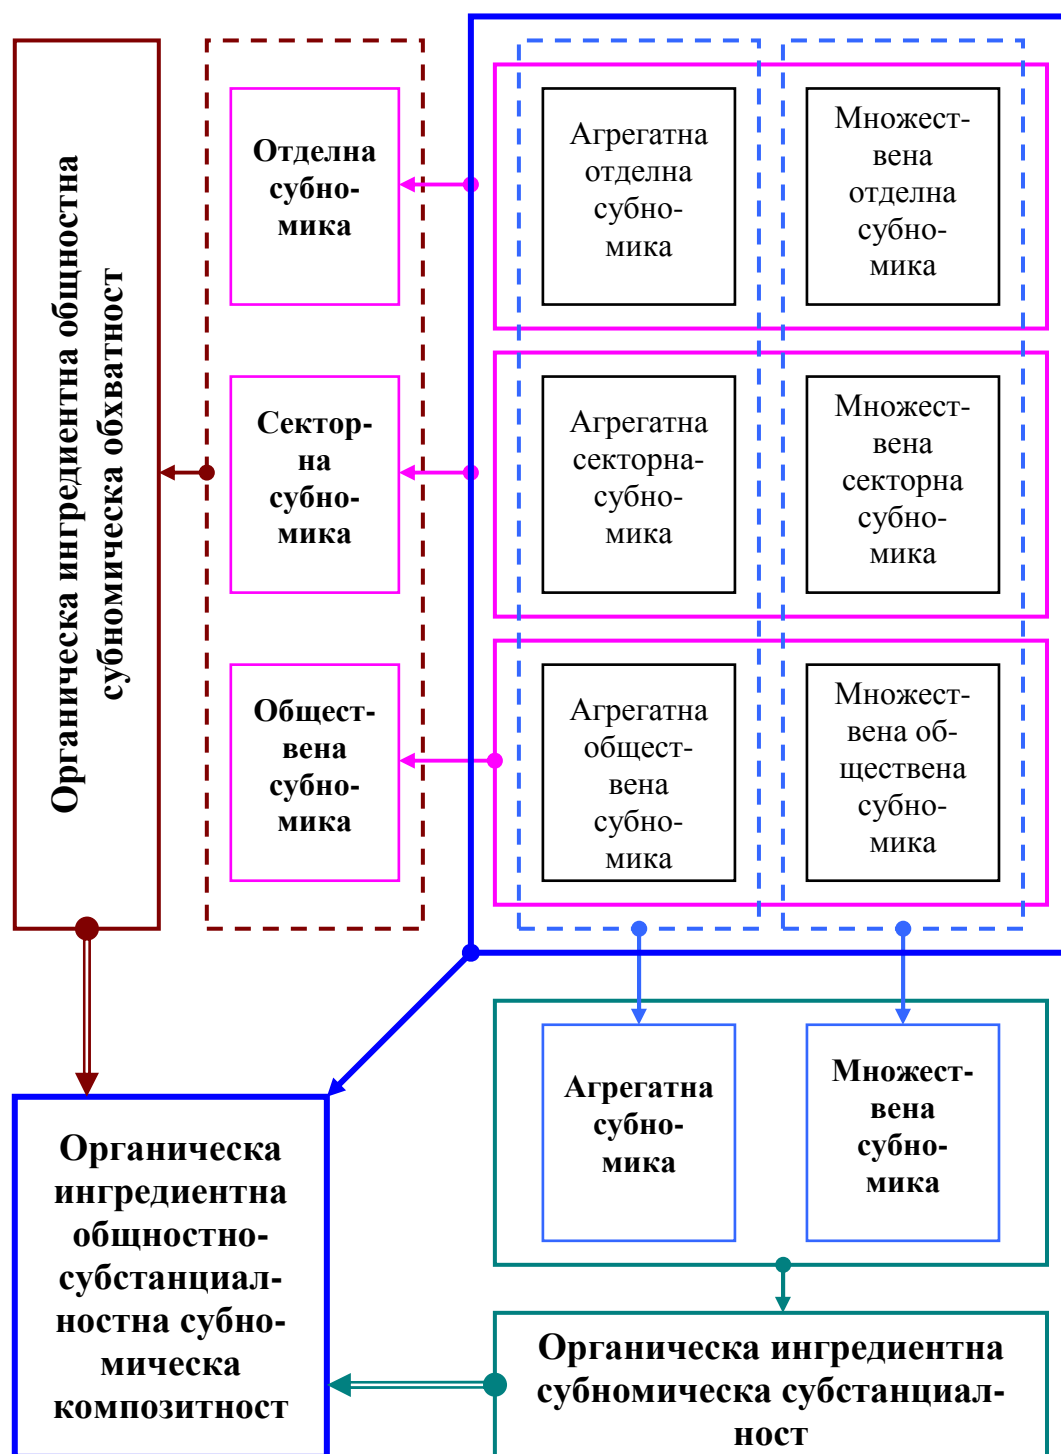 Органическа ингредиентна общностна
субномическа обхватност
Отделна
субно-
мика
Агрегатна
отделна
субно-
мика
Множест-
вена
отделна
субно-
мика
Сектор-
на
субно-
мика
Агрегатна
секторна-
субно-
мика
Множест-
вена
секторна
субно-
мика
Общест-
вена
субно-
мика
Агрегатна
общест-
вена
субно-
мика
Множест-
вена об-
ществена
субно-
мика
Агрегатна
субно-
мика
Множест-
вена
субно-
мика
Органическа
ингредиентна
общностно-
субстанциал-
ностна субно-
мическа
композитност
Органическа ингредиентна
субномическа субстанциал-
ност